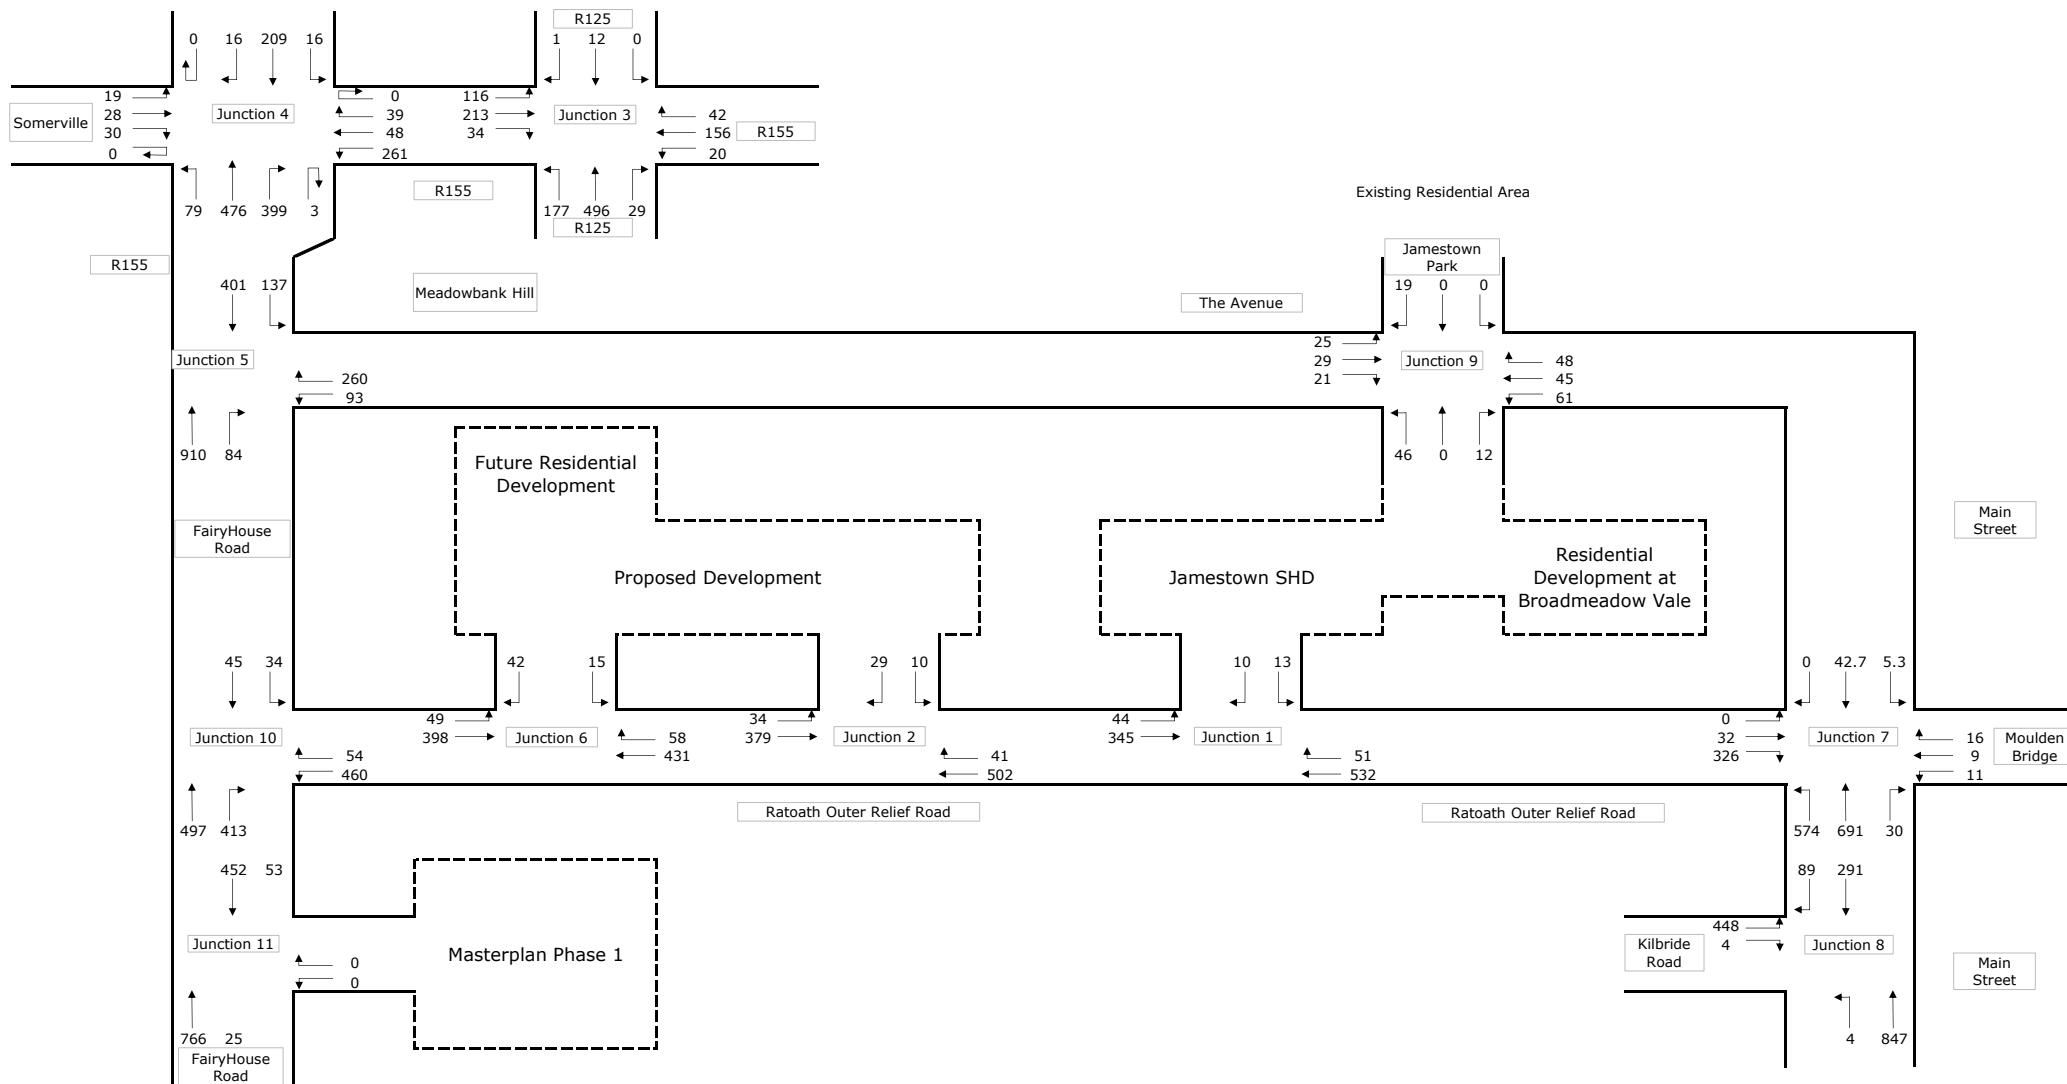 R125
0 16 209 16
1 12 0
19
28
30
0
Somerville
Junction 4
0
39
48
261
116
213
34
Junction 3
42
156
20
R155
R155
79 476 399 3
177 496 29
R125
Existing Residential Area
R155
Meadowbank Hill
Jamestown
Park
The Avenue
401 137
19 0 0
Junction 5
25
29
21
Junction 9
48
45
61
260
93
910 84
46 0 12
Future Residential
Development
FairyHouse
Road
Main
Street
Proposed Development
Jamestown SHD
Residential
Development at
Broadmeadow Vale
45 34
42 15
29 10
10 13
0 42.7 5.3
Junction 10
54
460
49
398
Junction 6
58
431
34
379
Junction 2
41
502
44
345
Junction 1
51
532
0
32
326
Junction 7
16
9
11
Moulden
Bridge
Ratoath Outer Relief Road
Ratoath Outer Relief Road
497 413
574 691 30
452 53
89 291
Junction 11
0
0
Masterplan Phase 1
448
4
Kilbride
Road
Junction 8
Main
Street
766 25
4 847
FairyHouse
Road